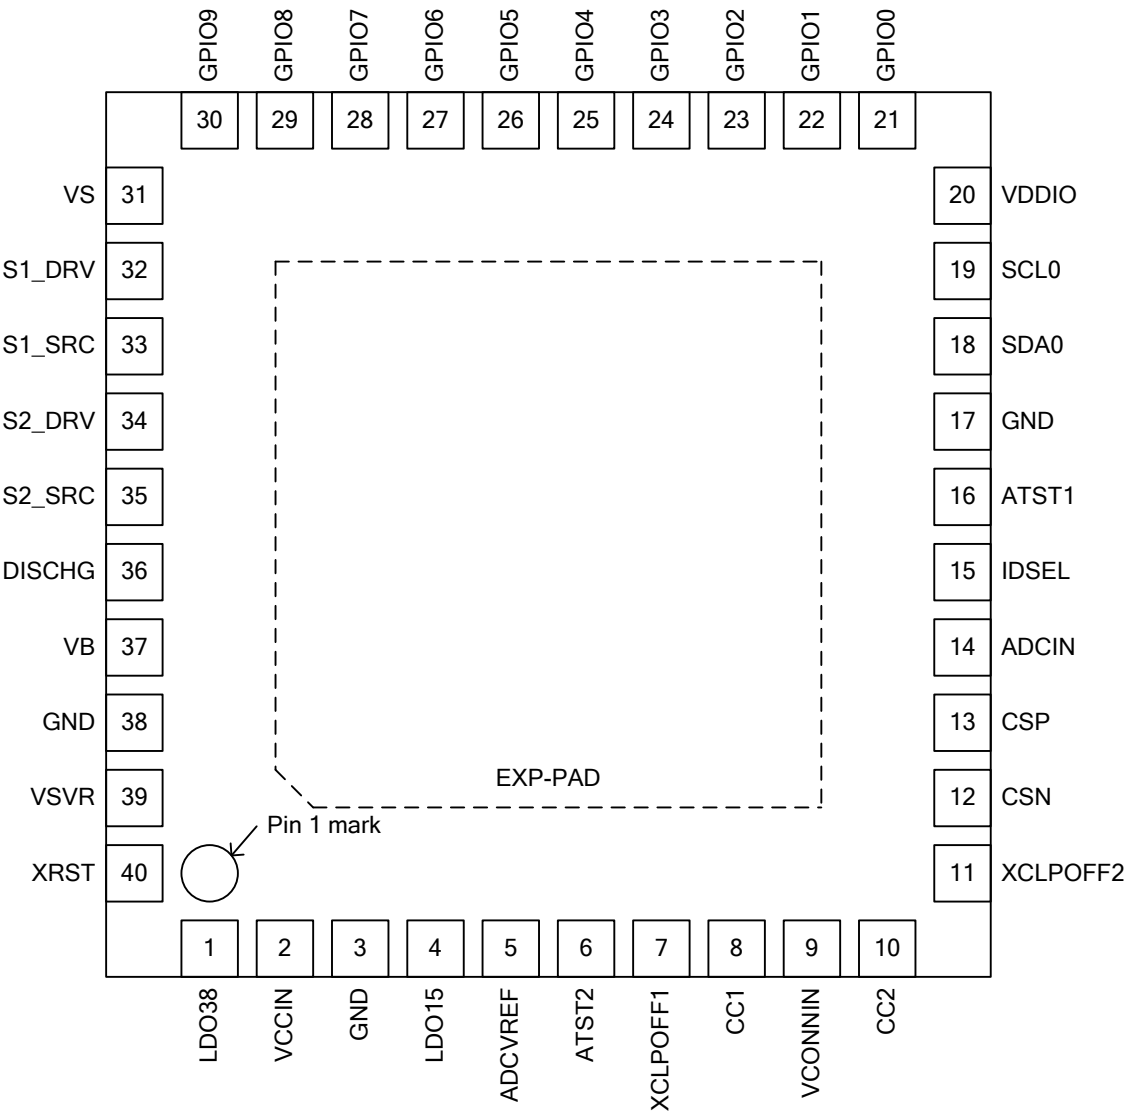 GPIO9 GPIO8 GPIO7 GPIO6 GPIO5 GPIO4 GPIO3 GPIO2 GPIO1 GPIO0
30 29 28 27 26 25 24 23 22 21
VS 31 20 VDDIO
S1_DRV 32 19 SCL0
S1_SRC 33 18 SDA0
S2_DRV 34 17 GND
S2_SRC 35 16 ATST1
DISCHG 36 15 IDSEL
VB 37 14 ADCIN
GND 38 13 CSP
EXP-PAD
VSVR 39 12 CSN
Pin 1 mark
XRST 40 11 XCLPOFF2
1 2 3 4 5 6 7 8 9 10
LDO38 VCCIN GND LDO15 ADCVREF ATST2 XCLPOFF1 CC1 VCONNIN CC2